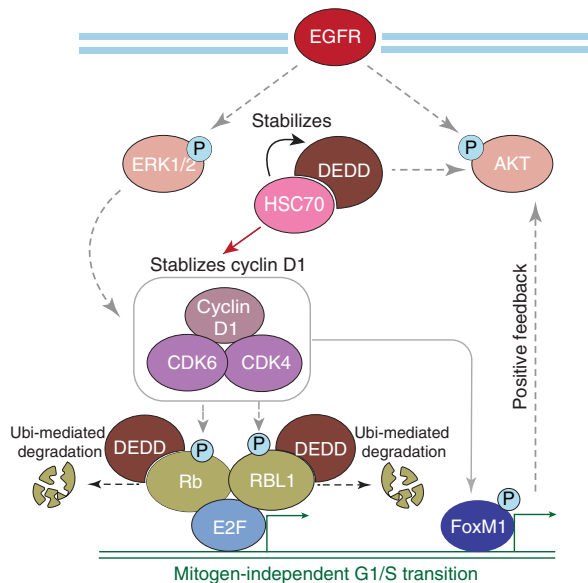 EGFR
Stabilizes
P
ERK1/2
DEDD
P
AKT
HSC70
Stablizes cyclin D1
Cyclin
D1
CDK6
CDK4
Positive feedback
Ubi-mediated
degradation
DEDD
P
Rb
P
RBL1
DEDD
Ubi-mediated
degradation
E2F
P
FoxM1
Mitogen-independent G1/S transition